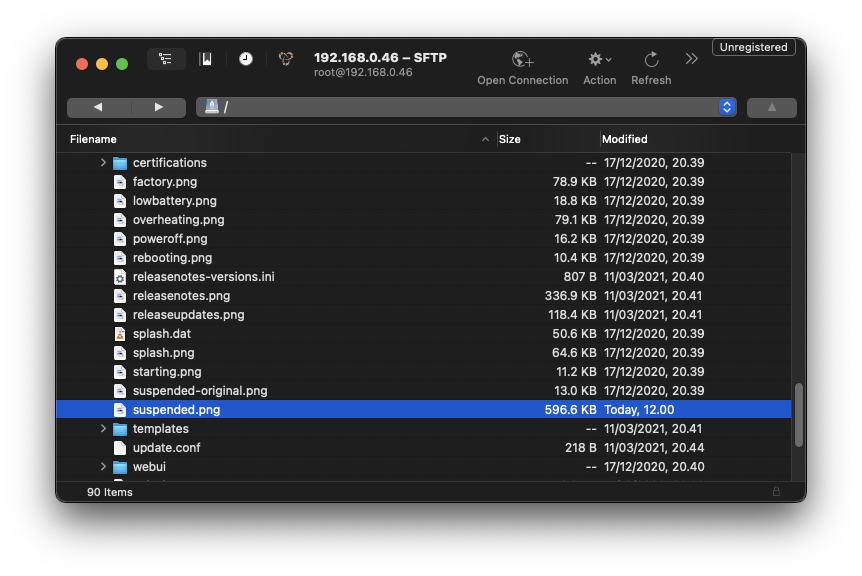 Unregistered
192.168.0.46 – SFTP
root@192.168.0.46
Open Connection Action Refresh
/
Filename Size Modified
certifications -- 17/12/2020, 20.39
factory.png 78.9 KB 17/12/2020, 20.39
lowbattery.png 18.8 KB 17/12/2020, 20.39
overheating.png 79.1 KB 17/12/2020, 20.39
poweroff.png 16.2 KB 17/12/2020, 20.39
rebooting.png 10.4 KB 17/12/2020, 20.39
releasenotes-versions.ini 807 B 11/03/2021, 20.40
releasenotes.png 336.9 KB 11/03/2021, 20.41
releaseupdates.png 118.4 KB 11/03/2021, 20.41
splash.dat 50.6 KB 17/12/2020, 20.39
splash.png 64.6 KB 17/12/2020, 20.39
starting.png 11.2 KB 17/12/2020, 20.39
suspended-original.png 13.0 KB 17/12/2020, 20.39
suspended.png 596.6 KB Today, 12.00
templates -- 11/03/2021, 20.41
update.conf 218 B 11/03/2021, 20.44
webui -- 17/12/2020, 20.40
90 Items